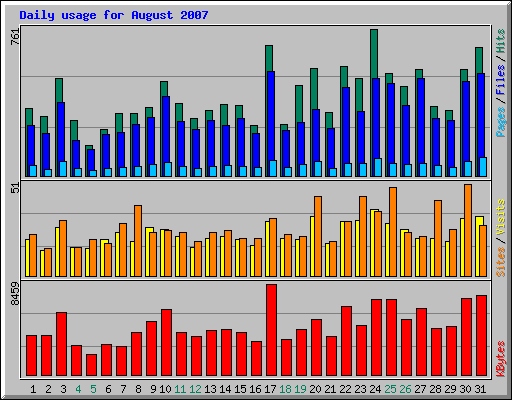 Daily usage for August 2007
761
Pages / Files / Hits
51
Sites / Visits
8459
KBytes
1 2 3 4 5 6 7 8 9 10 11 12 13 14 15 16 17 18 19 20 21 22 23 24 25 26 27 28 29 30 31